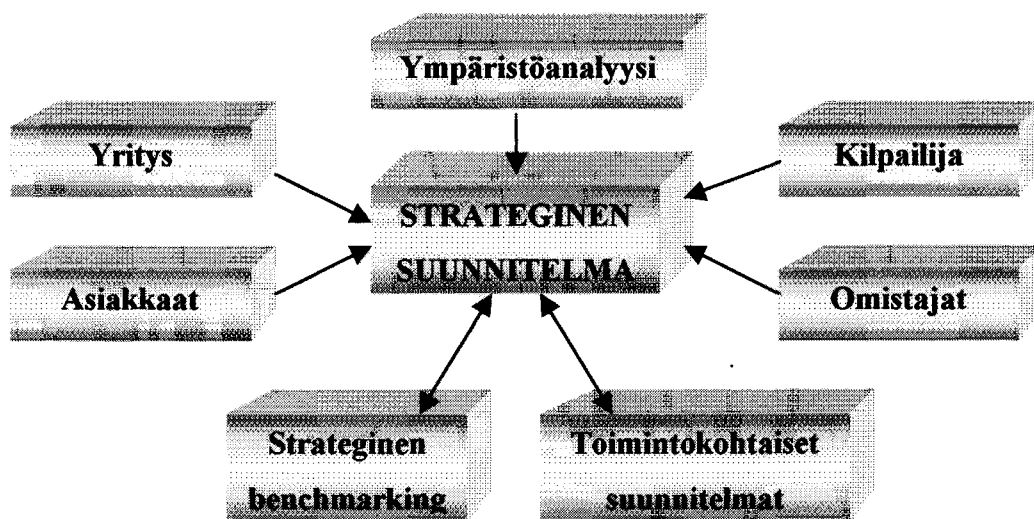 Ympäristöanalyysi
Yritys
Kilpailija
STRATEGINEN
SUUNNITELMA
Asiakkaat
Omistajat
Strateginen
benchmarking
Toimintokohtaiset
suunnitelmat